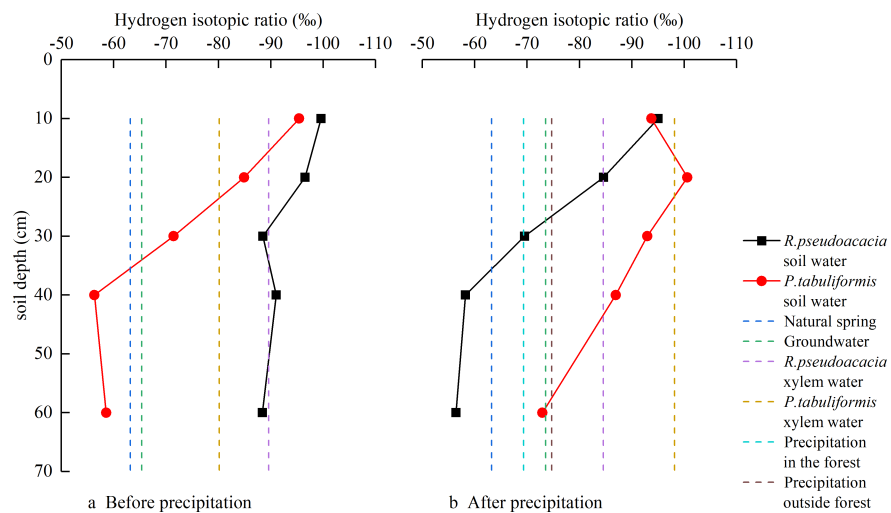 Hydrogen isotopic ratio (‰)
-50 -60 -70 -80 -90 -100 -110
0
10
20
30
40
50
60
70
soil depth (cm)
a Before precipitation
Hydrogen isotopic ratio (‰)
-50 -60 -70 -80 -90 -100 -110
b After precipitation
R.pseudoacacia
soil water
P.tabuliformis
soil water
Natural spring
Groundwater
R.pseudoacacia
xylem water
P.tabuliformis
xylem water
Precipitation
in the forest
Precipitation
outside forest